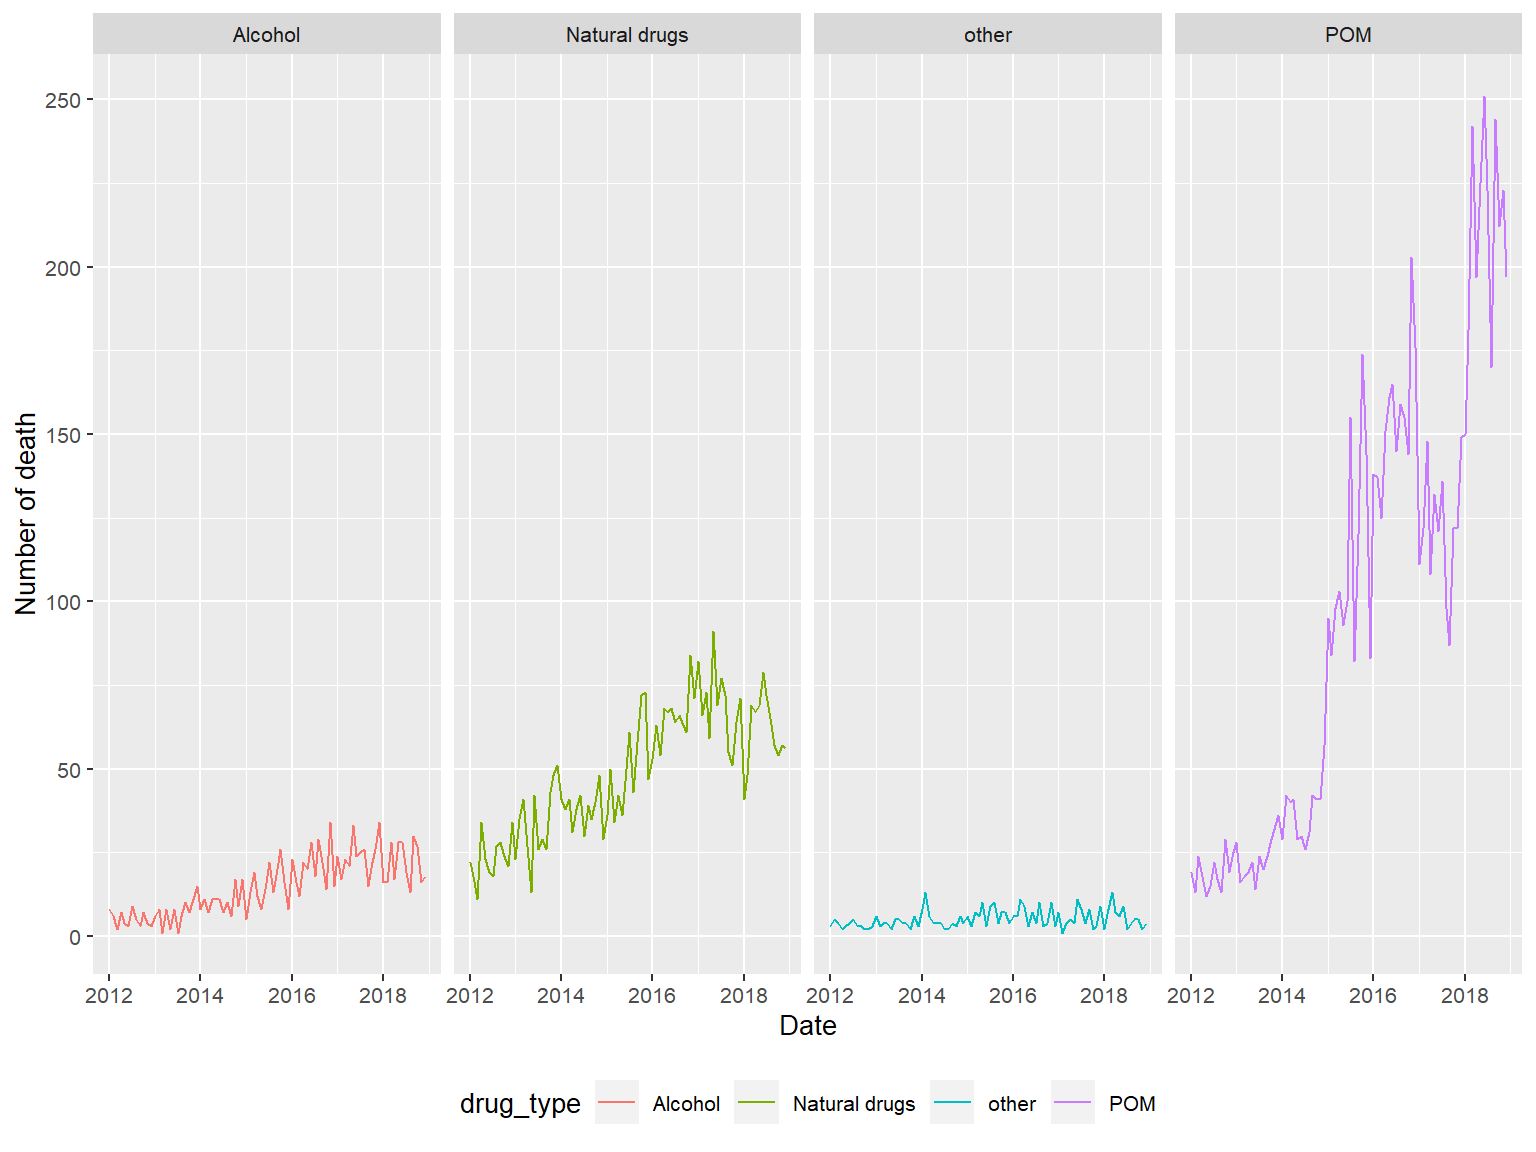 Alcohol Natural drugs other POM
250
200
150
100
50
0
Number of death
2012 2014 2016 2018 2012 2014 2016 2018 2012 2014 2016 2018 2012 2014 2016 2018
Date
drug_type Alcohol Natural drugs other POM